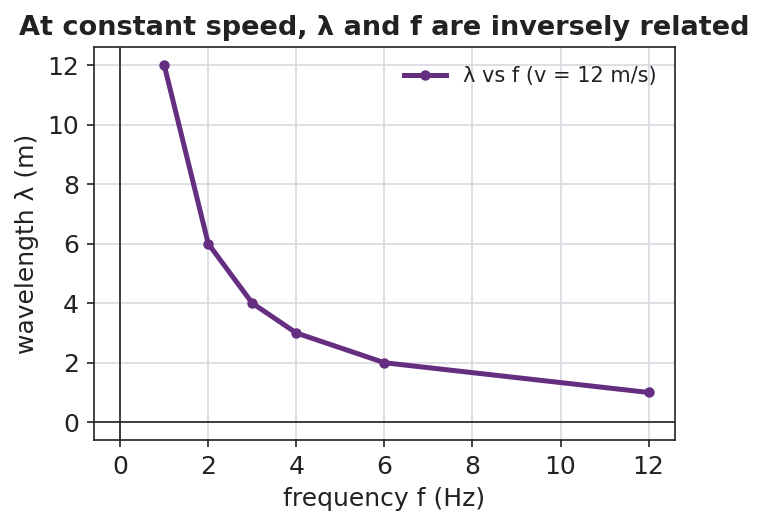 At constant speed, λ and f are inversely related
λ vs f (v = 12 m/s)
wavelength λ (m)
12
10
8
6
4
2
0
0 2 4 6 8 10 12
frequency f (Hz)